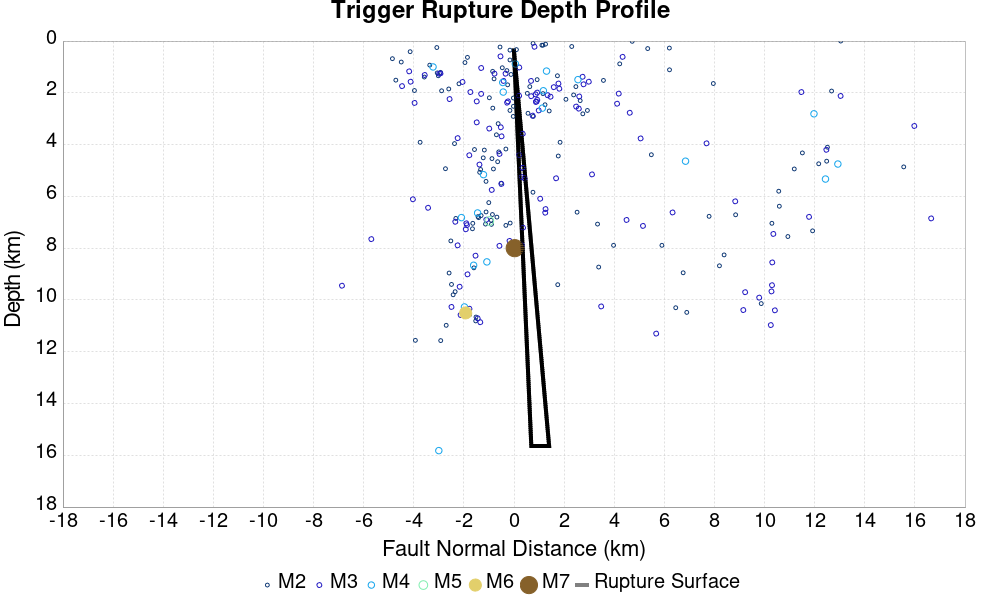 Trigger Rupture Depth Profile
0
2
4
6
8
10
12
14
16
18
Depth (km)
-18 -16 -14 -12 -10 -8 -6 -4 -2 0 2 4 6 8 10 12 14 16 18
Fault Normal Distance (km)
M2 M3 M4 M5 M6 M7 Rupture Surface